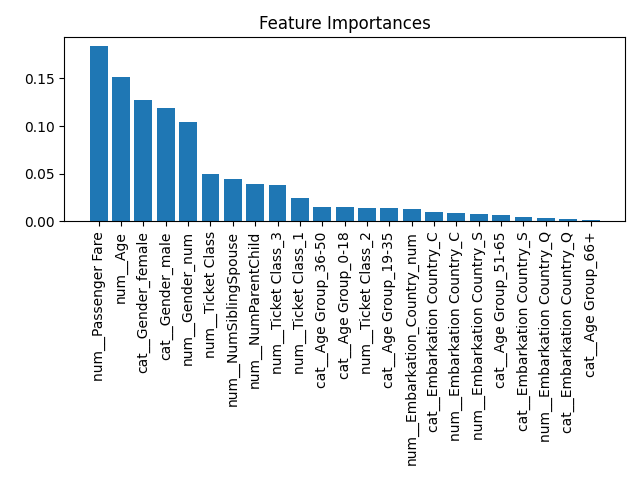 Feature Importances
0.15
0.10
0.05
0.00
num__Passenger Fare
num__Age
cat__Gender_female
cat__Gender_male
num__Gender_num
num__Ticket Class
num__NumSiblingSpouse
num__NumParentChild
num__Ticket Class_3
num__Ticket Class_1
cat__Age Group_36-50
cat__Age Group_0-18
num__Ticket Class_2
cat__Age Group_19-35
num__Embarkation_Country_num
cat__Embarkation Country_C
num__Embarkation Country_C
num__Embarkation Country_S
cat__Age Group_51-65
cat__Embarkation Country_S
num__Embarkation Country_Q
cat__Embarkation Country_Q
cat__Age Group_66+